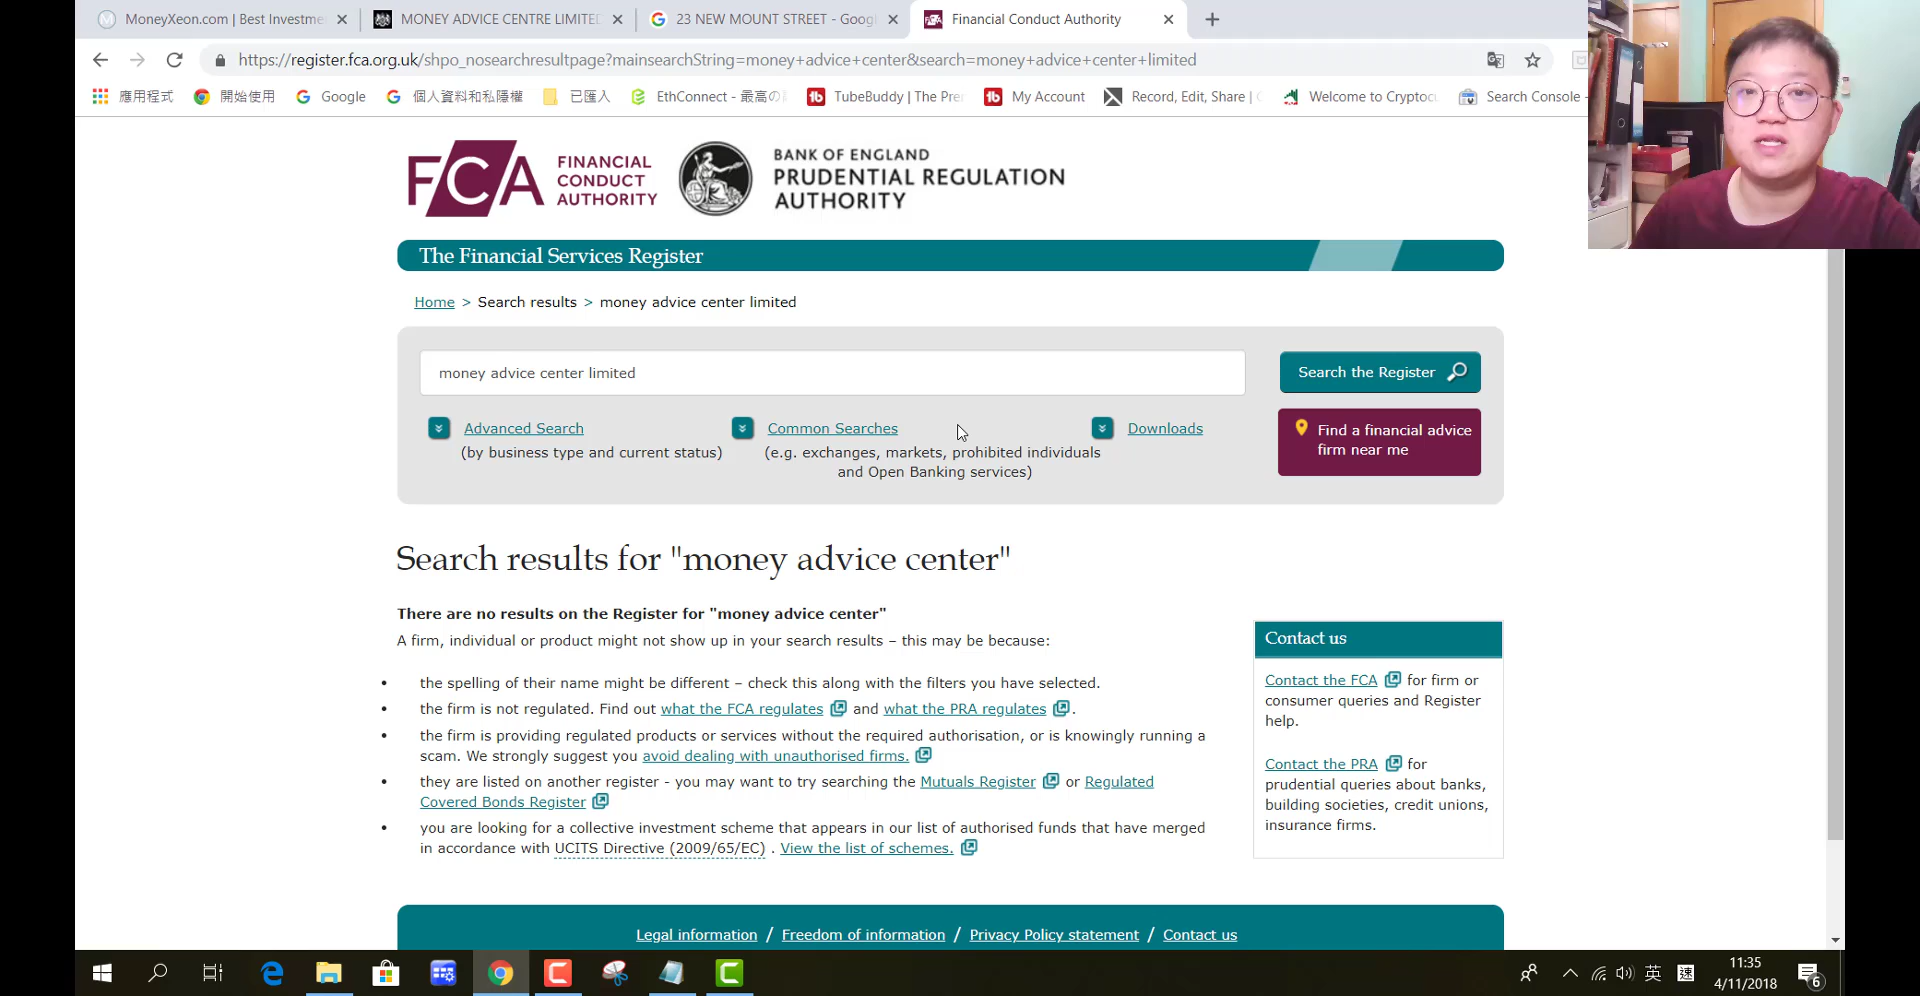 MoneyXeon.com | Best Investme
MONEY ADVICE CENTRE LIMITED
23 NEW MOUNT STREET - Goog
Financial Conduct Authority
https://register.fca.org.uk/shpo_nosearchresultpage?mainsearchString=money+advice+center&search=money+advice+center+limited
應用程式
開始使用
Google
個人資料和私隱權
已匯入
EthConnect - 最高の
TubeBuddy | The Pre
My Account
Record, Edit, Share |
Welcome to Cryptoc
Search Console -
FCA
FINANCIAL
CONDUCT
AUTHORITY
BANK OF ENGLAND
PRUDENTIAL REGULATION
AUTHORITY
The Financial Services Register
Home > Search results > money advice center limited
money advice center limited
Search the Register
Advanced Search
(by business type and current status)
Common Searches
(e.g. exchanges, markets, prohibited individuals
and Open Banking services)
Downloads
Find a financial advice
firm near me
Search results for "money advice center"
There are no results on the Register for "money advice center"
A firm, individual or product might not show up in your search results – this may be because:
• the spelling of their name might be different – check this along with the filters you have selected.
• the firm is not regulated. Find out what the FCA regulates and what the PRA regulates .
• the firm is providing regulated products or services without the required authorisation, or is knowingly running a
scam. We strongly suggest you avoid dealing with unauthorised firms.
• they are listed on another register - you may want to try searching the Mutuals Register or Regulated
Covered Bonds Register
• you are looking for a collective investment scheme that appears in our list of authorised funds that have merged
in accordance with UCITS Directive (2009/65/EC) . View the list of schemes.
Contact us
Contact the FCA for firm or
consumer queries and Register
help.
Contact the PRA for
prudential queries about banks,
building societies, credit unions,
insurance firms.
Legal information / Freedom of information / Privacy Policy statement / Contact us
英
速
11:35
4/11/2018
6